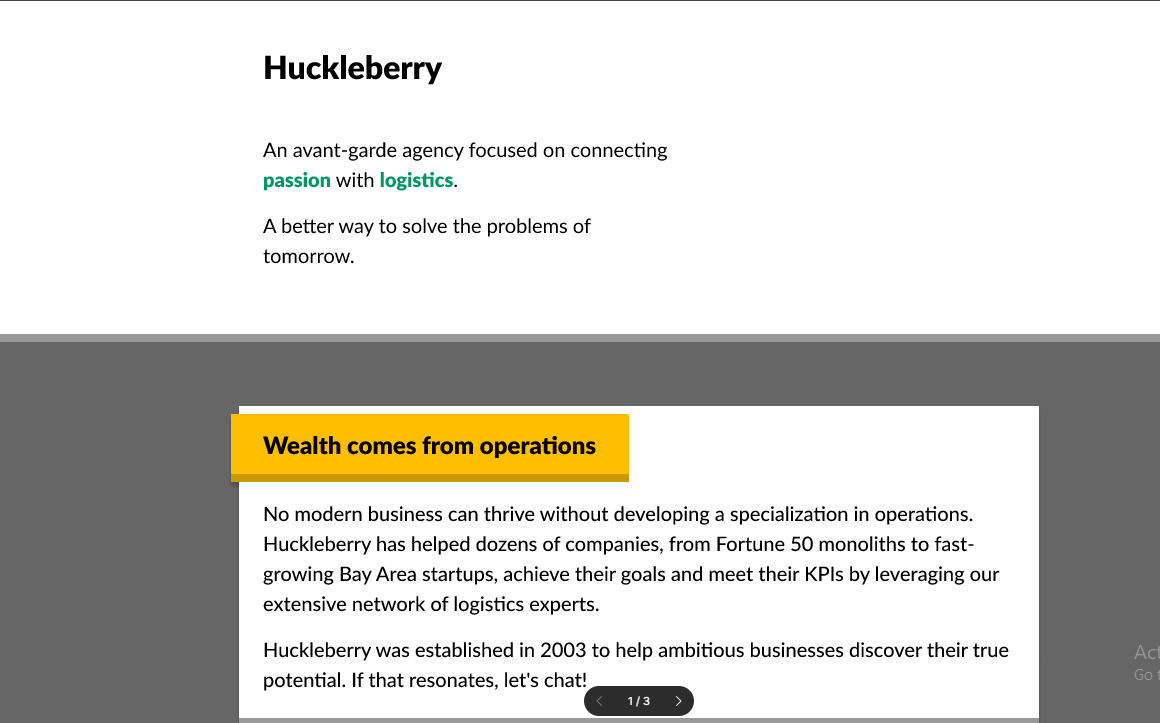 Huckleberry
An avant-garde agency focused on connecting
passion with logistics.
A better way to solve the problems of
tomorrow.
Wealth comes from operations
No modern business can thrive without developing a specialization in operations.
Huckleberry has helped dozens of companies, from Fortune 50 monoliths to fast-
growing Bay Area startups, achieve their goals and meet their KPIs by leveraging our
extensive network of logistics experts.
Huckleberry was established in 2003 to help ambitious businesses discover their true
potential. If that resonates, let's chat!
1 / 3
Act
Go t